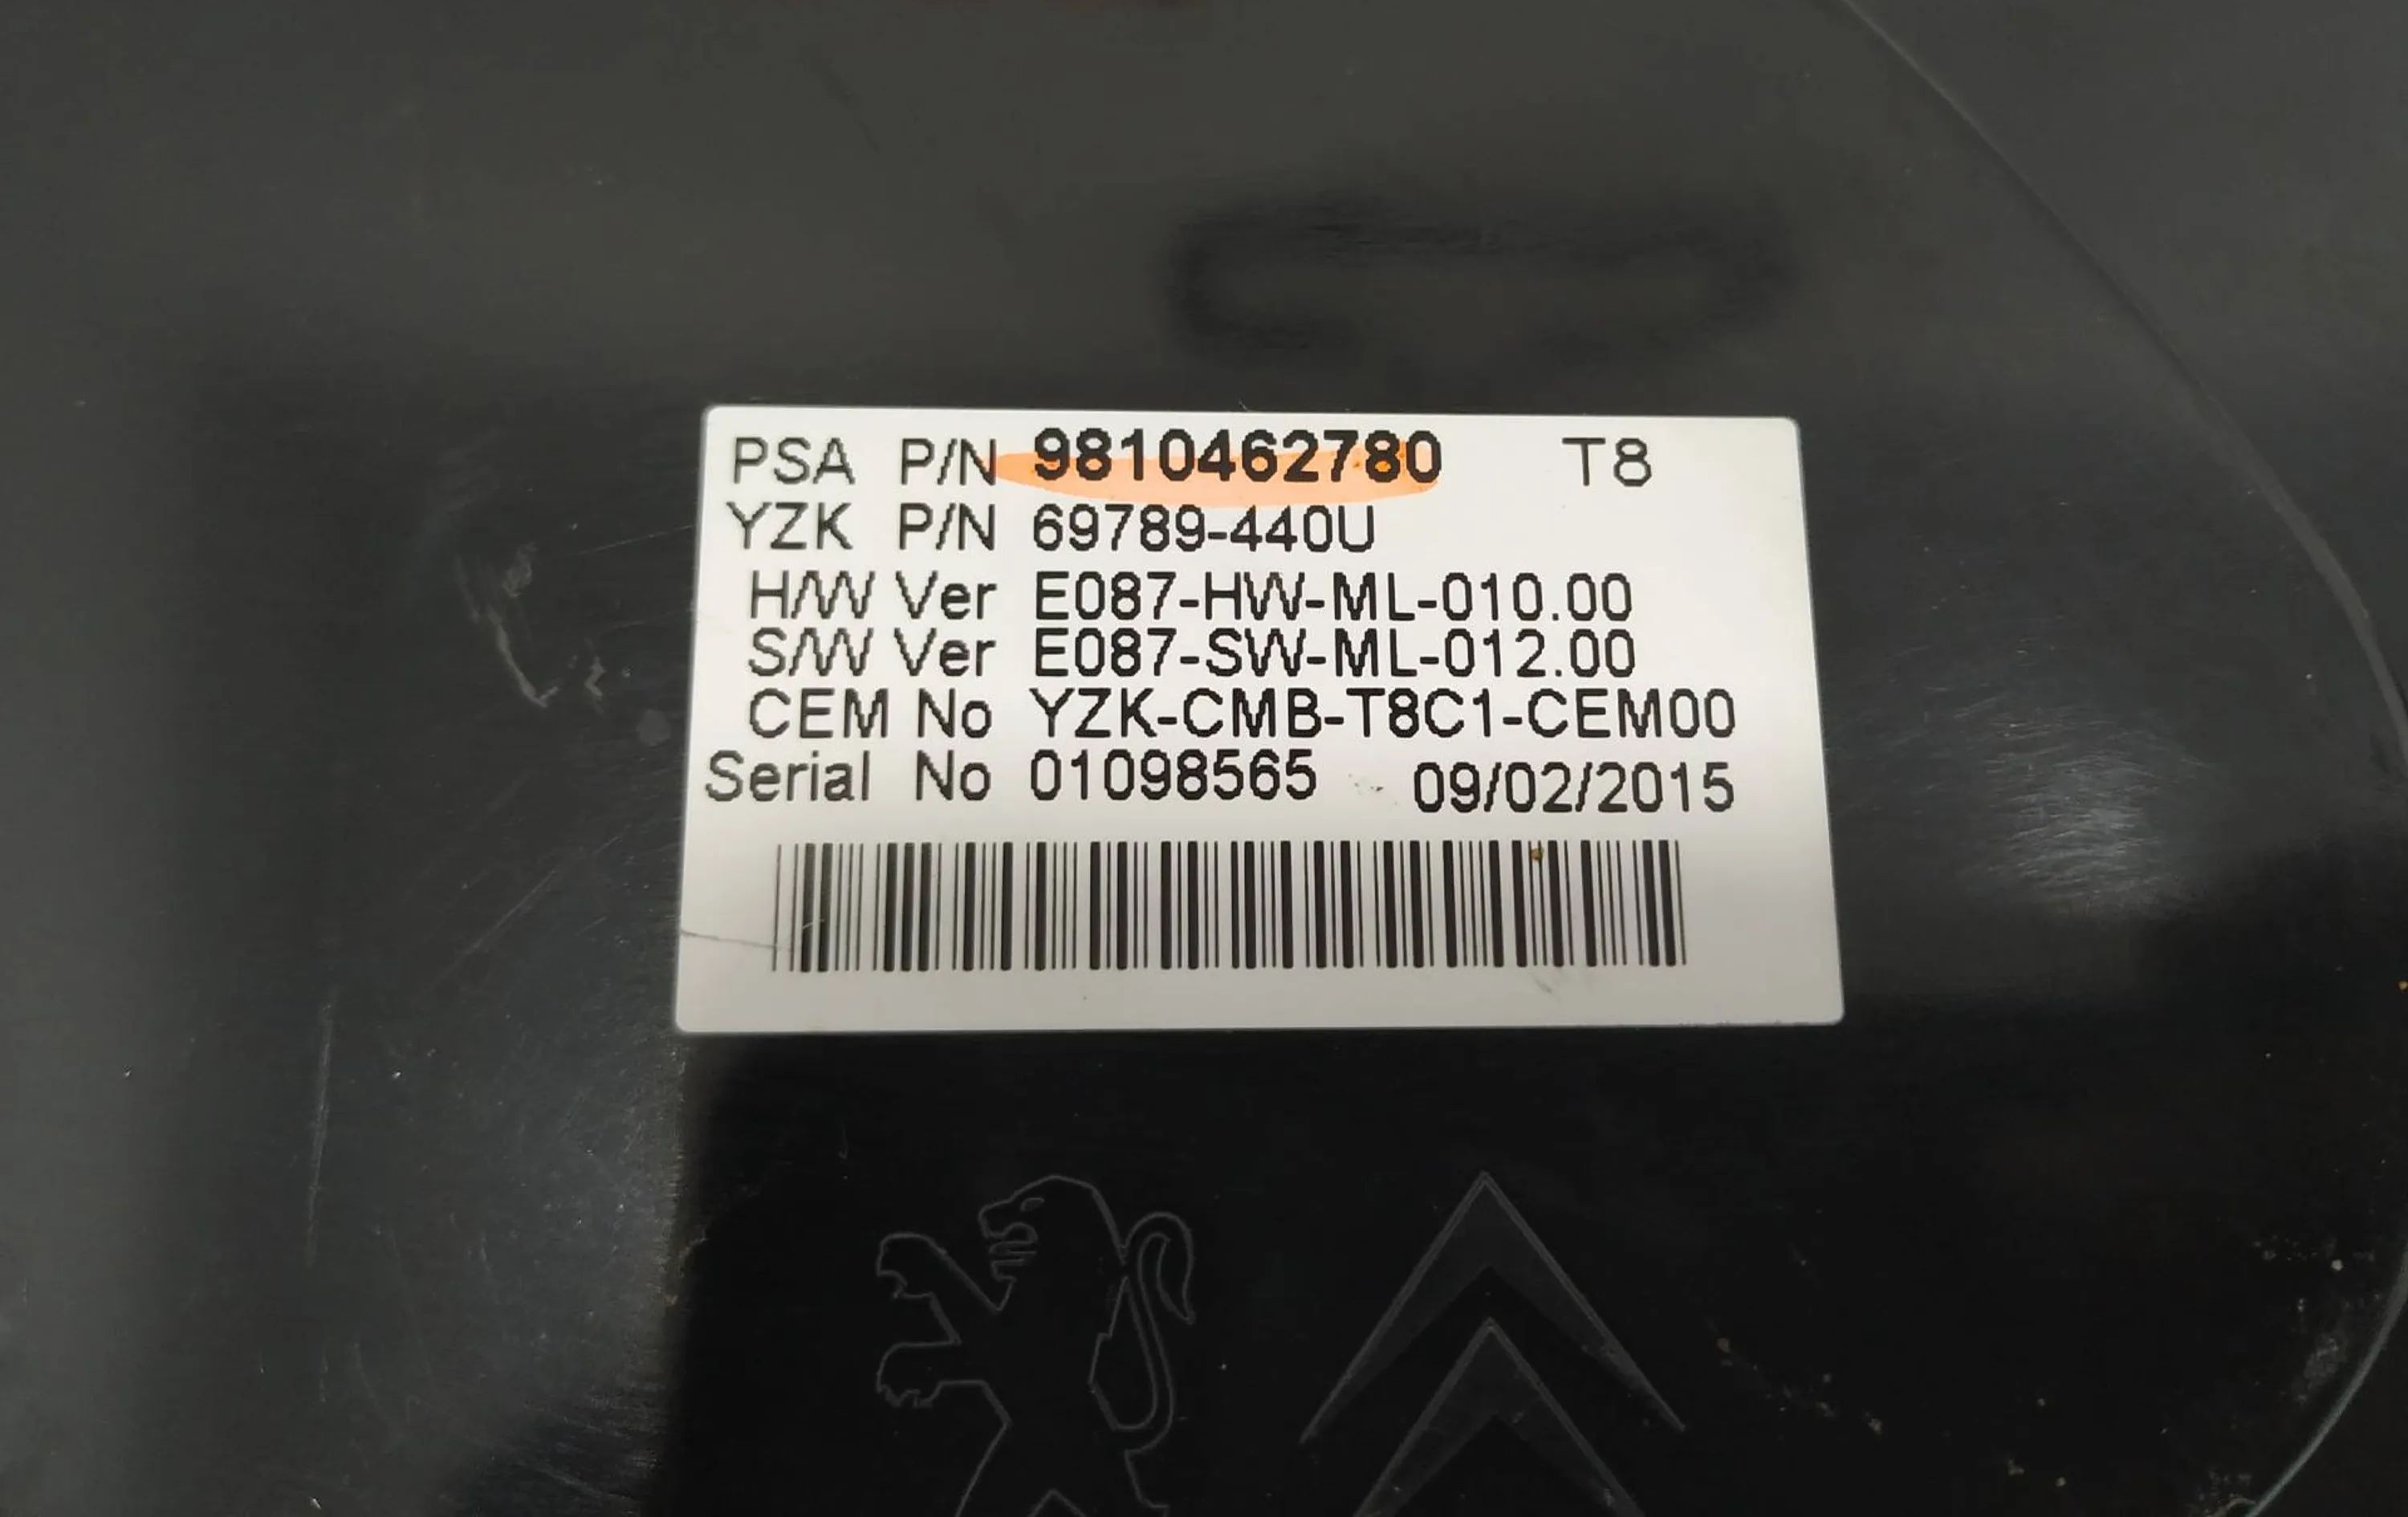 PSA P/N 9810462780 T8
YZK P/N 69789-440U
H/W Ver E087-HW-ML-010.00
S/W Ver E087-SW-ML-012.00
CEM No YZK-CMB-T8C1-CEM00
Serial No 01098565 09/02/2015